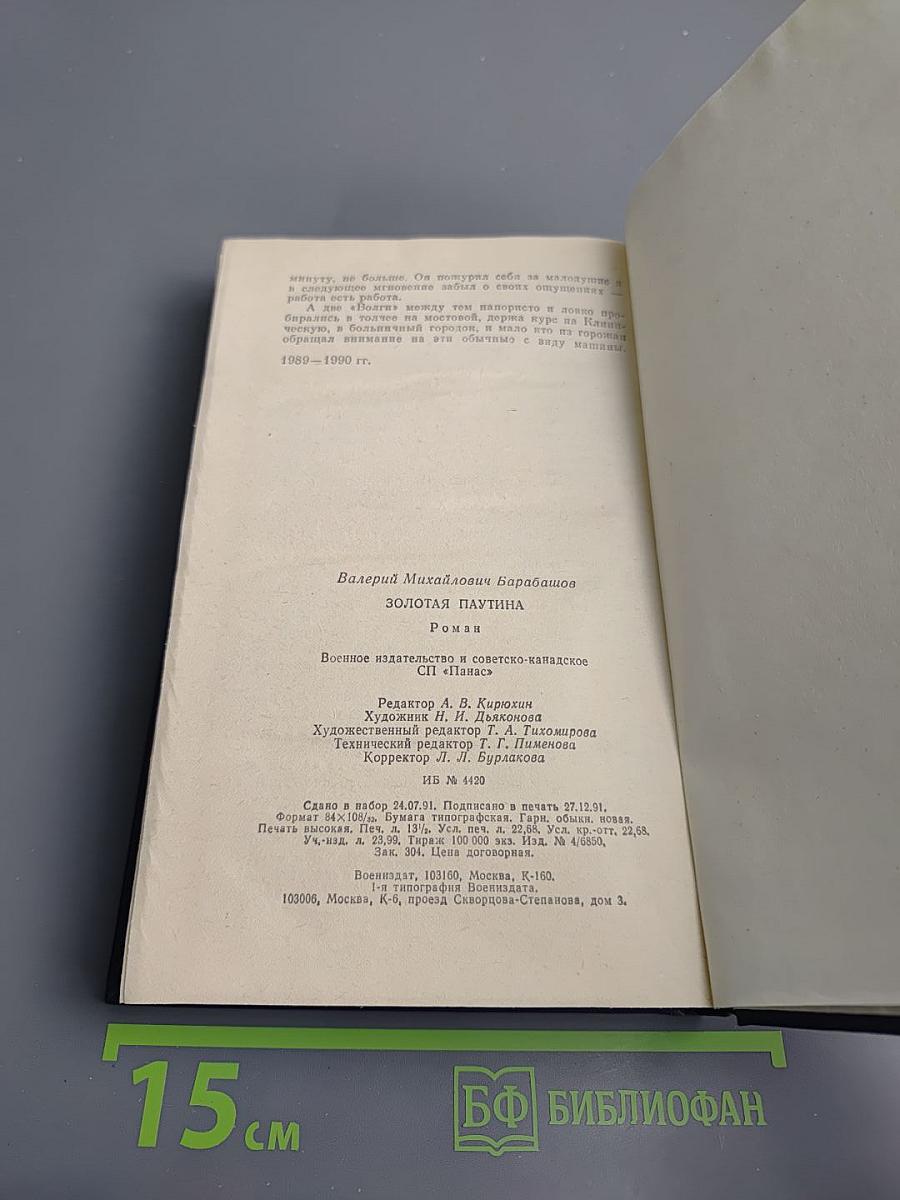 минуту, не больше. Он пожурил себя за малодушие и
в следующее мгновение забыл о своих ощущениях —
работа есть работа.
А две «Волги» между тем напористо и ловко про-
бирались в толчее на мостовой, держа курс на Клини-
ческую, в больничный городок, и мало кто из горожан
обращал внимание на эти обычные с виду машины.
1989—1990 гг.
Валерий Михайлович Барабашов
ЗОЛОТАЯ ПАУТИНА
Роман
Военное издательство и советско-канадское
СП «Панас»
Редактор А. В. Кирюхин
Художник Н. И. Дьяконова
Художественный редактор Т. А. Тихомирова
Технический редактор Т. Г. Пименова
Корректор Л. Л. Бурлакова
ИБ № 4420
Сдано в набор 24.07.91. Подписано в печать 27.12.91.
Формат 84×108/32. Бумага типографская. Гарн. обыкн. новая.
Печать высокая. Печ. л. 13½. Усл. печ. л. 22,68. Усл. кр.-отт. 22,68.
Уч.-изд. л. 23,99. Тираж 100 000 экз. Изд. № 4/6850.
Зак. 304. Цена договорная.
Воениздат, 103160, Москва, К-160.
1-я типография Воениздата.
103006, Москва, К-6, проезд Скворцова-Степанова, дом 3.
15 см
БФ БИБЛИОФАН